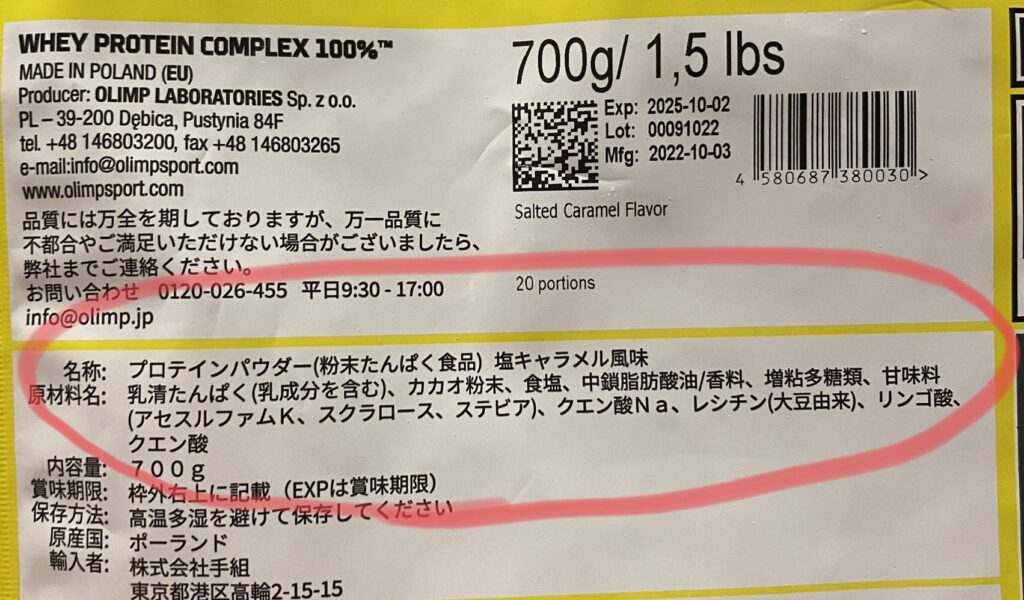 WHEY PROTEIN COMPLEX 100%™
MADE IN POLAND (EU)
Producer: OLIMP LABORATORIES Sp. z o.o.
PL – 39-200 Dębica, Pustynia 84F
tel. +48 146803200, fax +48 146803265
e-mail:info@olimpsport.com
www.olimpsport.com
品質には万全を期しておりますが、万一品質に
不都合やご満足いただけない場合がございましたら、
弊社までご連絡ください。
お問い合わせ 0120-026-455 平日9:30 - 17:00
info@olimp.jp
700g/ 1,5 lbs
Exp: 2025-10-02
Lot: 00091022
Mfg: 2022-10-03
4 580687 380030 >
Salted Caramel Flavor
20 portions
名称: プロテインパウダー(粉末たんぱく食品) 塩キャラメル風味
原材料名: 乳清たんぱく(乳成分を含む)、カカオ粉末、食塩、中鎖脂肪酸油/香料、増粘多糖類、甘味料
(アセスルファムK、スクラロース、ステビア)、クエン酸Na、レシチン(大豆由来)、リンゴ酸、
クエン酸
内容量: 700g
賞味期限: 枠外右上に記載(EXPは賞味期限)
保存方法: 高温多湿を避けて保存してください
原産国: ポーランド
輸入者: 株式会社手組
東京都港区高輪2-15-15